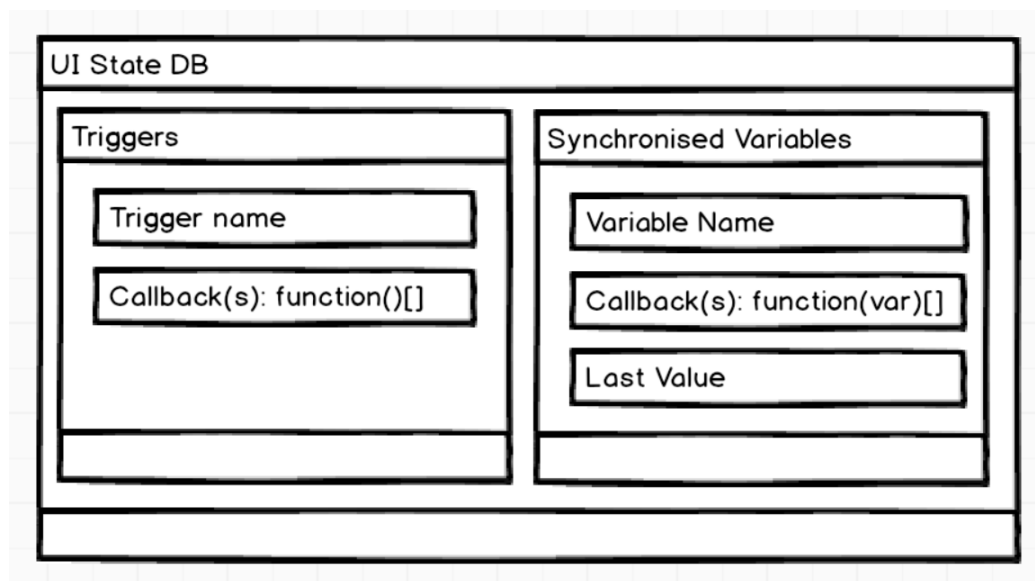 UI State DB
Triggers
Trigger name
Callback(s): function()[]
Synchronised Variables
Variable Name
Callback(s): function(var)[]
Last Value